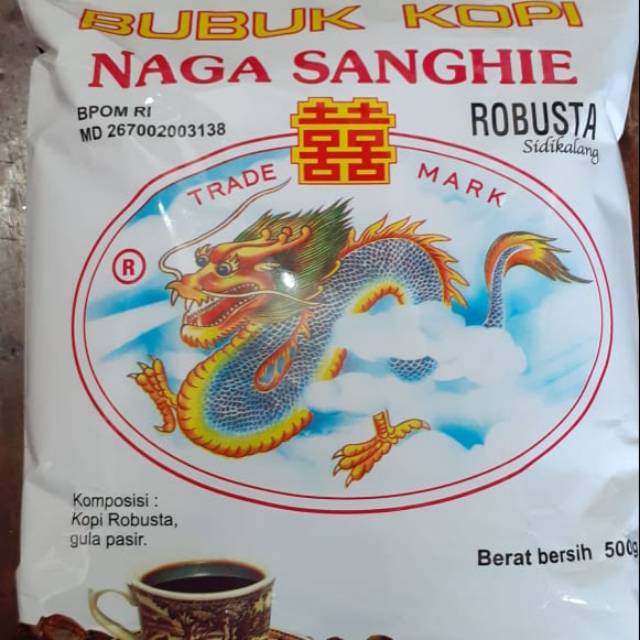 BUBUK KOPI
NAGA SANGHIE
BPOM RI
MD 267002003138
ROBUSTA
Sidikalang
囍
TRADE MARK
®
Komposisi :
Kopi Robusta,
gula pasir.
Berat bersih 500g